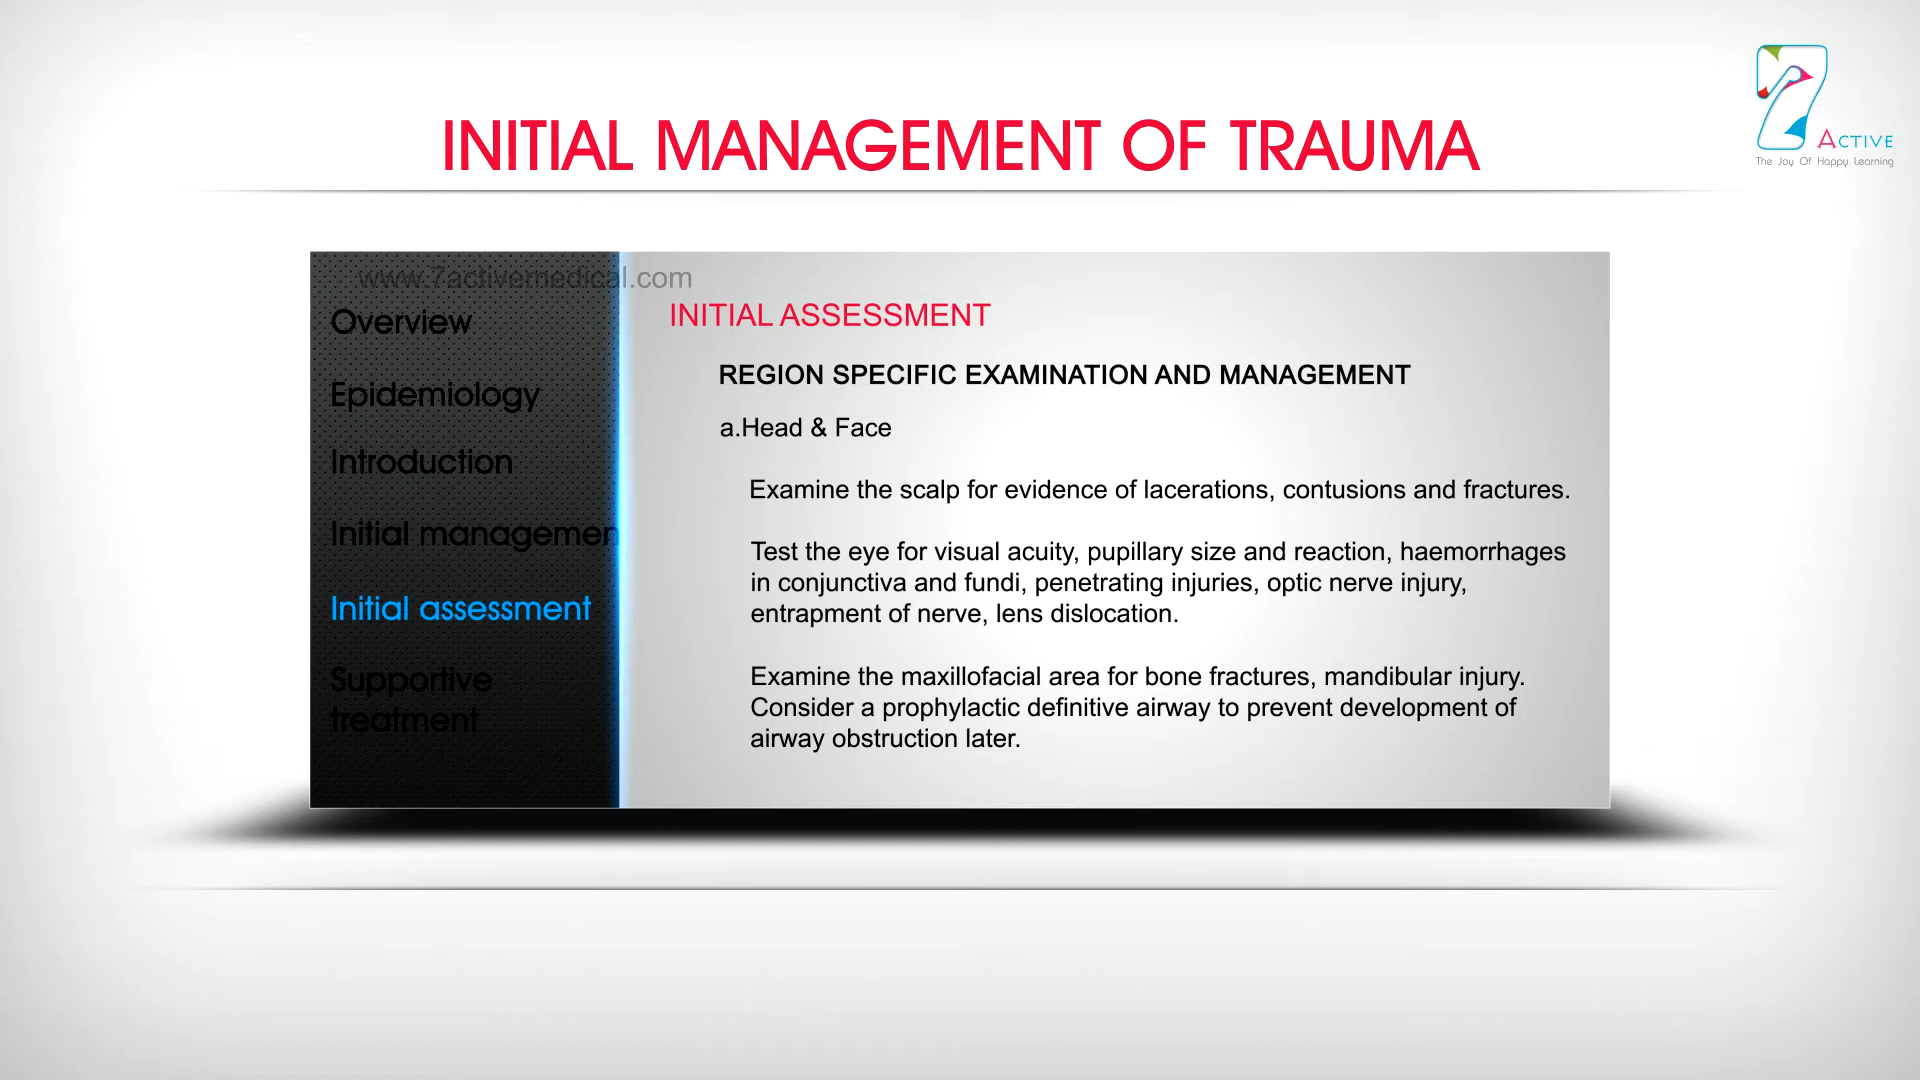 INITIAL MANAGEMENT OF TRAUMA
7 ACTIVE
The Joy Of Happy Learning
www.7activemedical.com
Overview
Epidemiology
Introduction
Initial managemen
Initial assessment
Supportive
treatment
INITIAL ASSESSMENT
REGION SPECIFIC EXAMINATION AND MANAGEMENT
a.Head & Face
Examine the scalp for evidence of lacerations, contusions and fractures.
Test the eye for visual acuity, pupillary size and reaction, haemorrhages
in conjunctiva and fundi, penetrating injuries, optic nerve injury,
entrapment of nerve, lens dislocation.
Examine the maxillofacial area for bone fractures, mandibular injury.
Consider a prophylactic definitive airway to prevent development of
airway obstruction later.